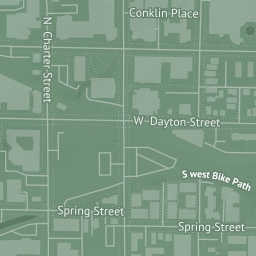 Conklin Place
N Charter Street
W Dayton Street
S west Bike Path
Spring Street
Spring Street